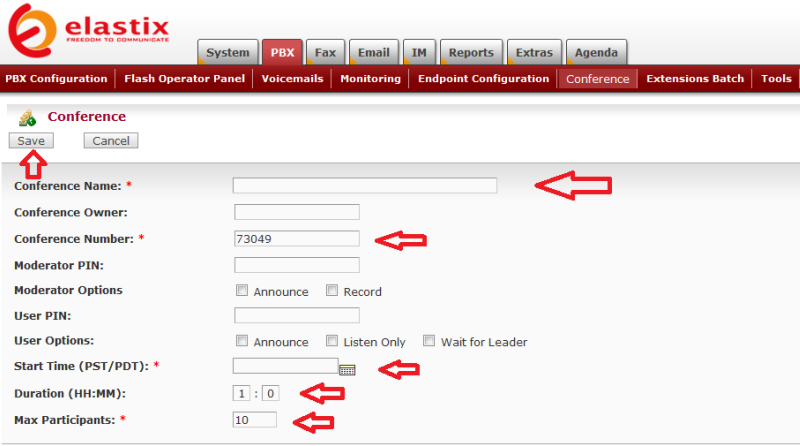 elastix
FREEDOM TO COMMUNICATE
System PBX Fax Email IM Reports Extras Agenda
PBX Configuration Flash Operator Panel Voicemails Monitoring Endpoint Configuration Conference Extensions Batch Tools
Conference
Save Cancel
Conference Name: *
Conference Owner:
Conference Number: * 73049
Moderator PIN:
Moderator Options Announce Record
User PIN:
User Options: Announce Listen Only Wait for Leader
Start Time (PST/PDT): *
Duration (HH:MM): 1 : 0
Max Participants: * 10